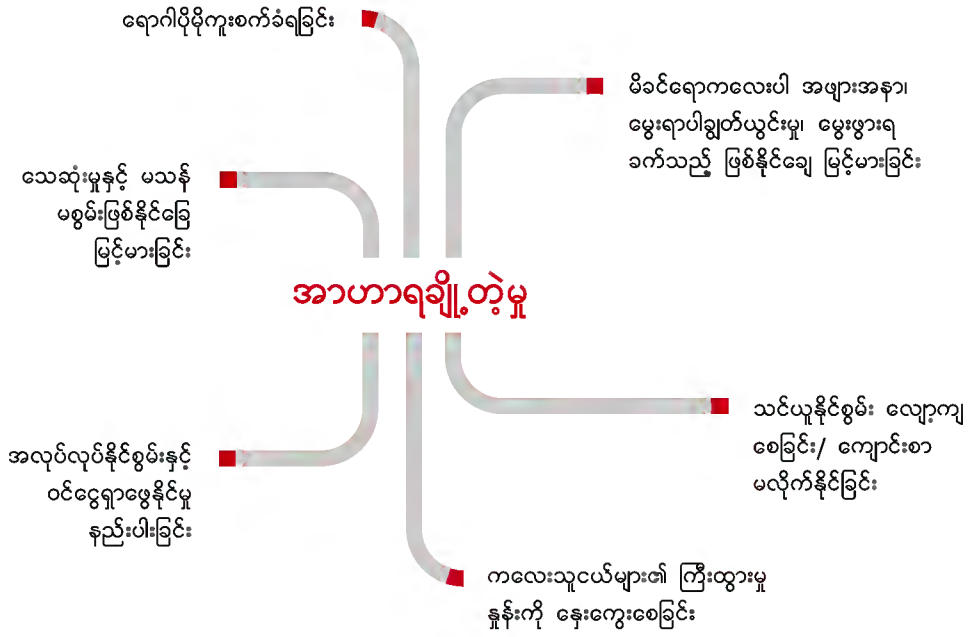 ရောဂါပိုမိုကူးစက်ခံရခြင်း
မိခင်ရောကလေးပါ အဖျားအနာ၊
မွေးရာပါချွတ်ယွင်းမှု၊ မွေးဖွားရ
ခက်သည့် ဖြစ်နိုင်ချေ မြင့်မားခြင်း
သေဆုံးမှုနှင့် မသန်
မစွမ်းဖြစ်နိုင်ခြေ
မြင့်မားခြင်း
အာဟာရချို့တဲ့မှု
သင်ယူနိုင်စွမ်း လျော့ကျ
စေခြင်း/ ကျောင်းစာ
မလိုက်နိုင်ခြင်း
အလုပ်လုပ်နိုင်စွမ်းနှင့်
ဝင်ငွေရှာဖွေနိုင်မှု
နည်းပါးခြင်း
ကလေးသူငယ်များ၏ ကြီးထွားမှု
နှုန်းကို နှေးကွေးစေခြင်း